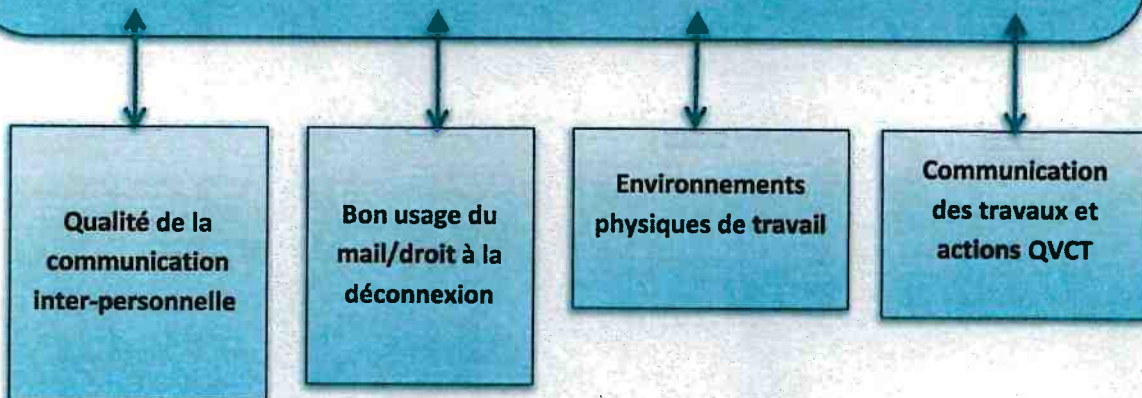 Qualité de la
communication
inter-personnelle
Bon usage du
mail/droit à la
déconnexion
Environnements
physiques de travail
Communication
des travaux et
actions QVCT